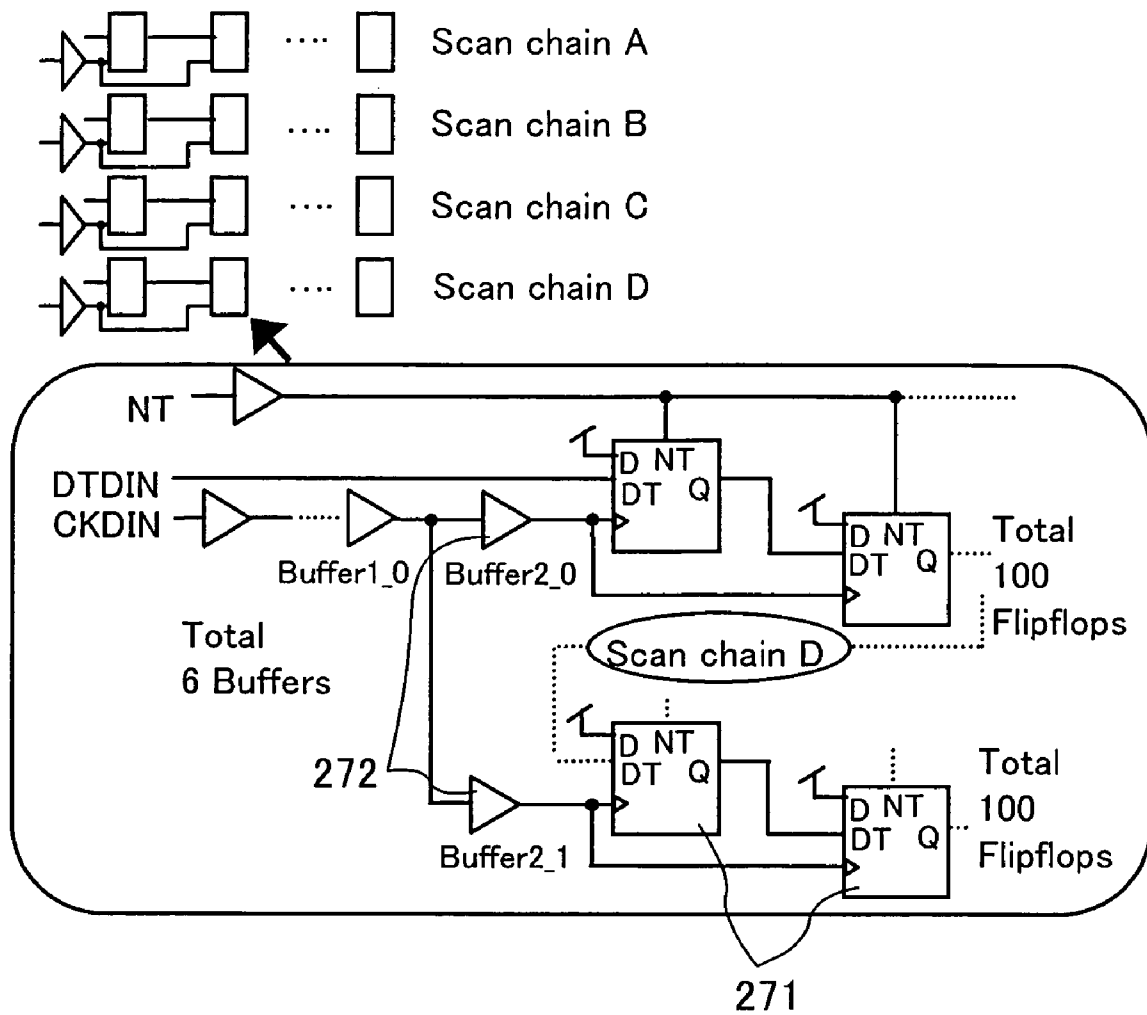 Scan chain A
Scan chain B
Scan chain C
Scan chain D
NT
DTDIN
CKDIN
Buffer1_0
Buffer2_0
D NT
DT Q
D NT
DT Q
Total
100
Flipflops
Total
6 Buffers
Scan chain D
272
D NT
DT Q
Buffer2_1
D NT
DT Q
Total
100
Flipflops
271